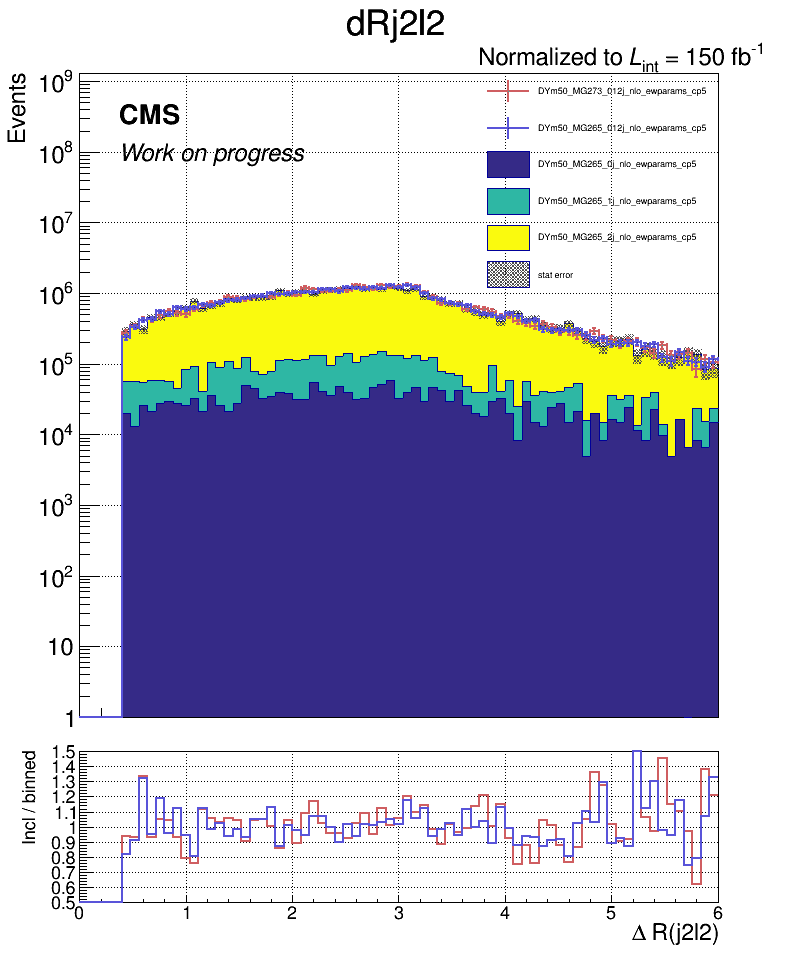 dRj2l2
Normalized to Lint = 150 fb-1
Events
CMS
Work on progress
DYm50_MG273_012j_nlo_ewparams_cp5
DYm50_MG265_012j_nlo_ewparams_cp5
DYm50_MG265_0j_nlo_ewparams_cp5
DYm50_MG265_1j_nlo_ewparams_cp5
DYm50_MG265_2j_nlo_ewparams_cp5
stat error
10^9
10^8
10^7
10^6
10^5
10^4
10^3
10^2
10
1
Incl / binned
1.5
1.4
1.3
1.2
1.1
1
0.9
0.8
0.7
0.6
0.5
0 1 2 3 4 5 6
Δ R(j2l2)